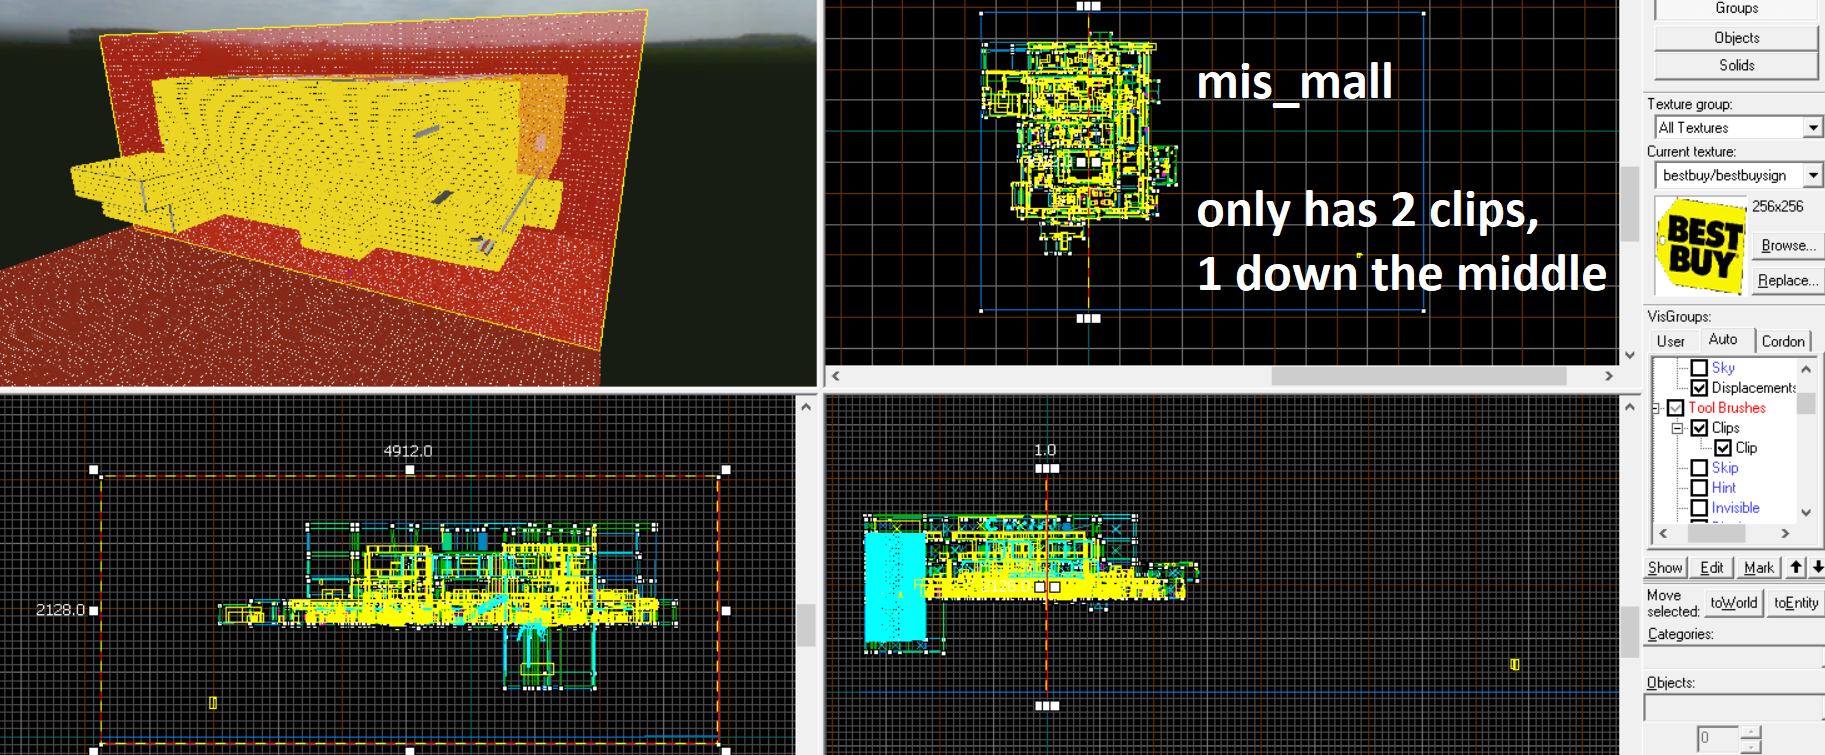 mis_mall
only has 2 clips,
1 down the middle
4912.0
2128.0
1.0
2128.0
Groups
Objects
Solids
Texture group:
All Textures
Current texture:
bestbuy/bestbuysign
256x256
BEST
BUY
Browse...
Replace...
VisGroups:
User Auto Cordon
Sky
Displacements
Tool Brushes
Clips
Clip
Skip
Hint
Invisible
Show Edit Mark
Move
selected:
toWorld toEntity
Categories:
Objects:
0